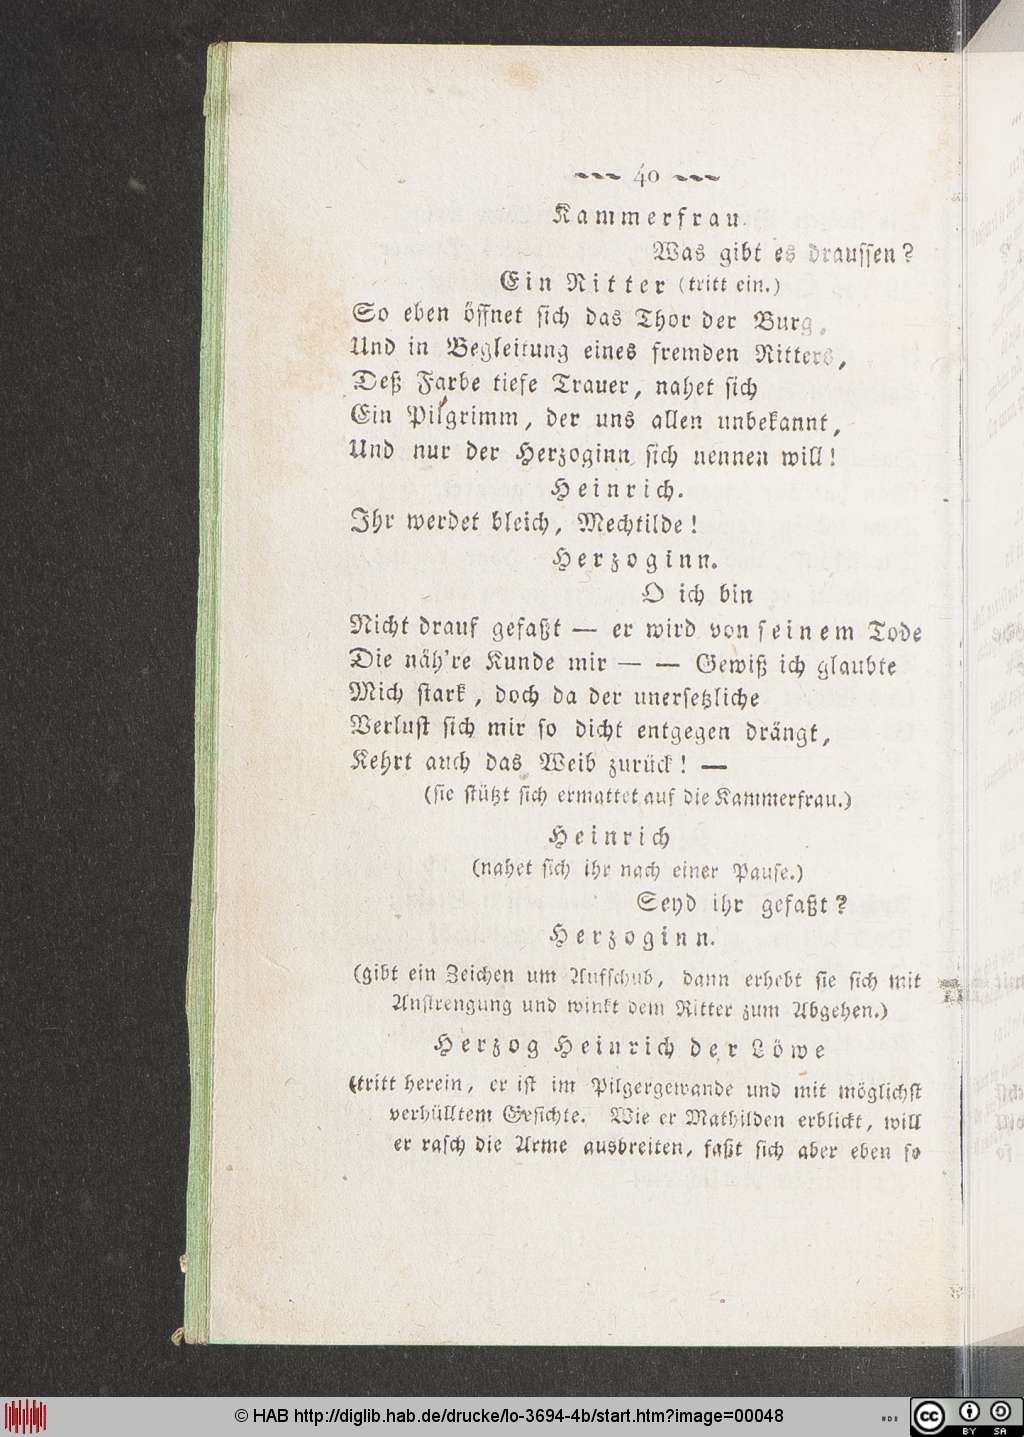 ~~~ 40 ~~~
Kammerfrau.
Was gibt es draussen?
Ein Ritter (tritt ein.)
So eben öffnet sich das Thor der Burg,
Und in Begleitung eines fremden Ritters,
Deß Farbe tiefe Trauer, nahet sich
Ein Pilgrimm, der uns allen unbekannt,
Und nur der Herzoginn sich nennen will!
Heinrich.
Ihr werdet bleich, Mechtilde!
Herzoginn.
O ich bin
Nicht drauf gefaßt — er wird von seinem Tode
Die näh're Kunde mir — — Gewiß ich glaubte
Mich stark, doch da der unersetzliche
Verlust sich mir so dicht entgegen drängt,
Kehrt auch das Weib zurück! —
(sie stützt sich ermattet auf die Kammerfrau.)
Heinrich
(nahet sich ihr nach einer Pause.)
Seyd ihr gefaßt?
Herzoginn.
(gibt ein Zeichen um Aufschub, dann erhebt sie sich mit
Anstrengung und winkt dem Ritter zum Abgehen.)
Herzog Heinrich der Löwe
(tritt herein, er ist im Pilgergewande und mit möglichst
verhülltem Gesichte. Wie er Mathilden erblickt, will
er rasch die Arme ausbreiten, faßt sich aber eben so
© HAB http://diglib.hab.de/drucke/lo-3694-4b/start.htm?image=00048
CC BY SA